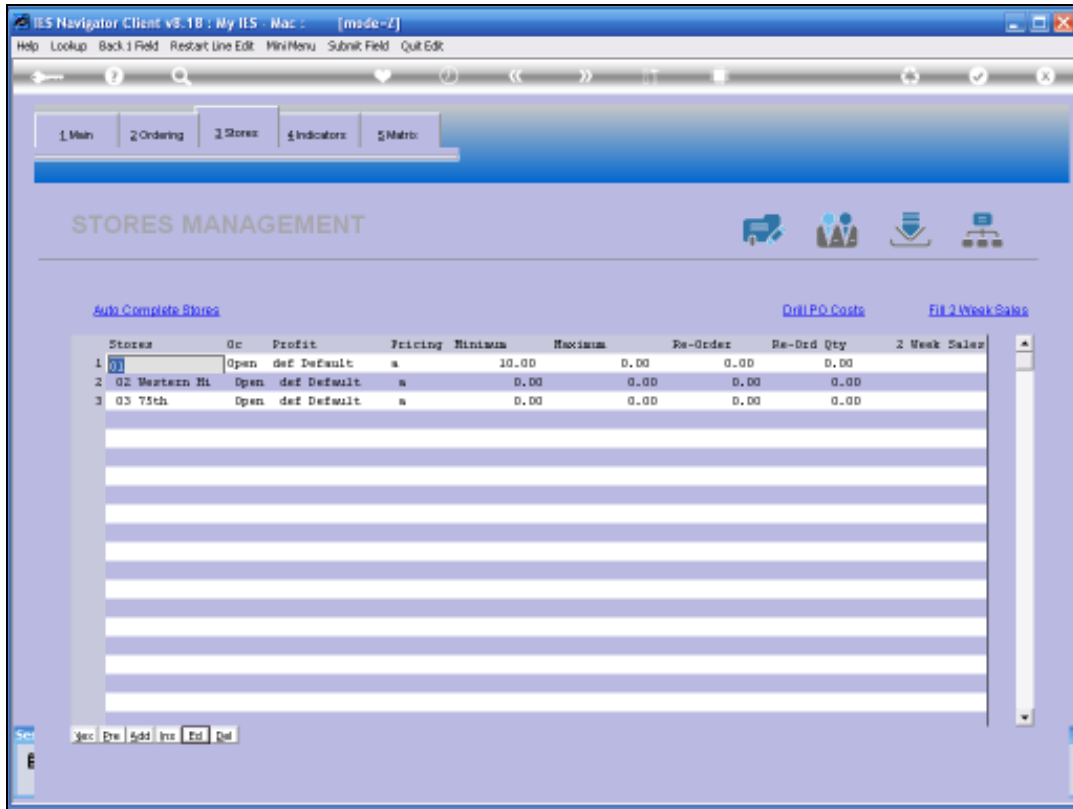 IES Navigator Client v8.1B : My IES - Mac : [mode=Z]
Help Lookup Back 1 Field Restart Line Edit Mini Menu Submit Field Quit Edit
1 Main 2 Ordering 3 Stores 4 Indicators 5 Matrix
STORES MANAGEMENT
Auto Complete Stores Drill PO Costs Fill 2 Week Sales
Stores Oc Profit Pricing Minimum Maximum Re-Order Re-Ord Qty 2 Week Sales
1 01 Open def Default m 10.00 0.00 0.00 0.00
2 02 Western Mi Open def Default m 0.00 0.00 0.00 0.00
3 03 75th Open def Default m 0.00 0.00 0.00 0.00
Nex Pre Add Ins Ed Del